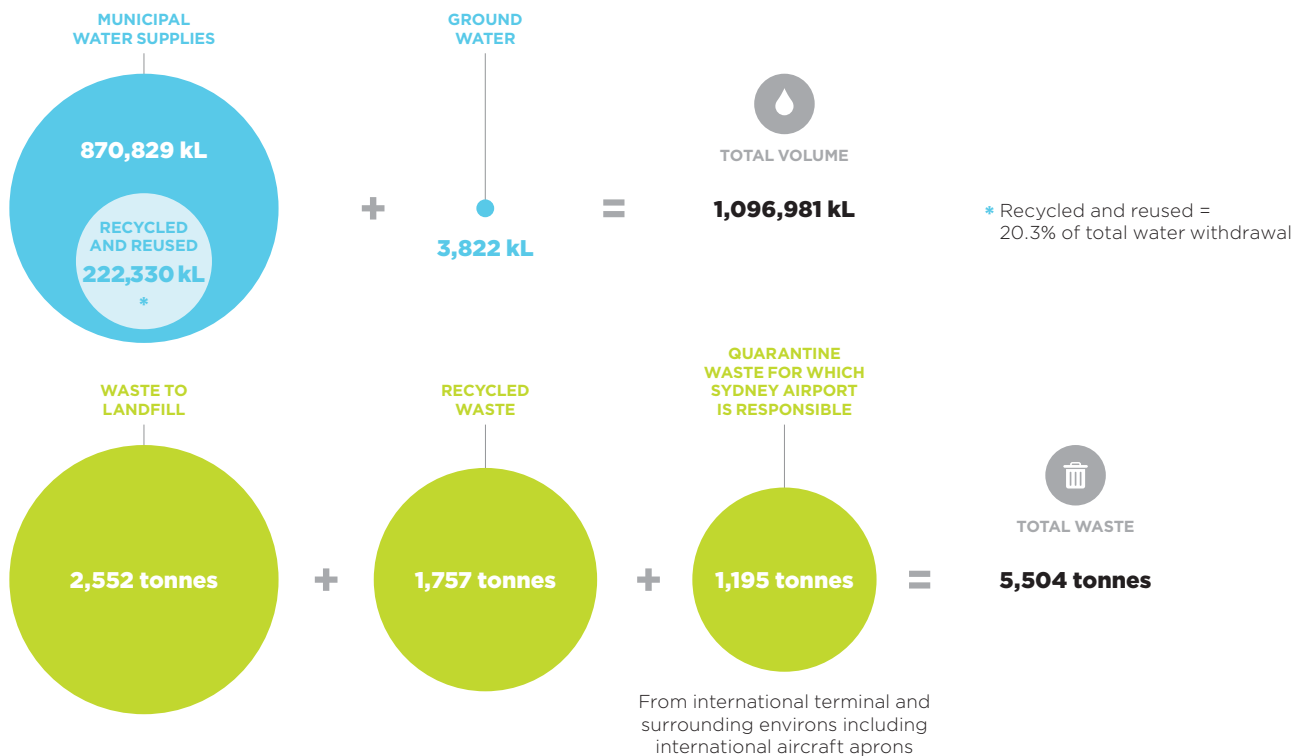 MUNICIPAL
WATER SUPPLIES
GROUND
WATER
870,829 kL
RECYCLED
AND REUSED
222,330 kL
*
+
3,822 kL
=
TOTAL VOLUME
1,096,981 kL
* Recycled and reused =
20.3% of total water withdrawal
WASTE TO
LANDFILL
RECYCLED
WASTE
QUARANTINE
WASTE FOR WHICH
SYDNEY AIRPORT
IS RESPONSIBLE
2,552 tonnes
+
1,757 tonnes
+
1,195 tonnes
=
TOTAL WASTE
5,504 tonnes
From international terminal and
surrounding environs including
international aircraft aprons